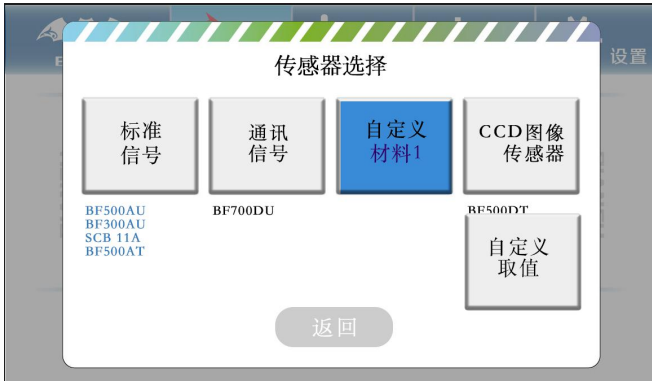 设置
传感器选择
标准
信号
通讯
信号
自定义
材料1
CCD图像
传感器
BF500AU
BF300AU
SCB 11A
BF500AT
BF700DU
BF500DT
自定义
取值
返回